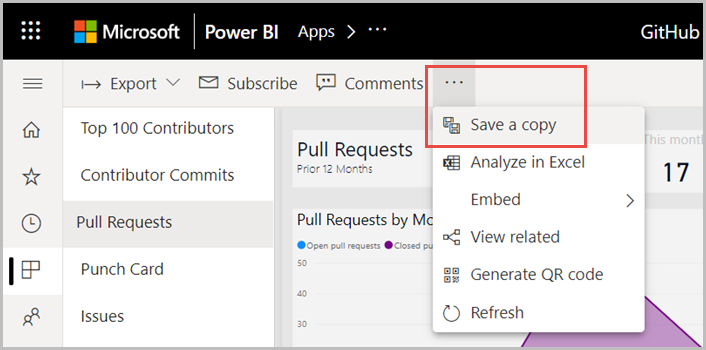 Microsoft Power BI Apps > ··· GitHub
Export Subscribe Comments ···
Top 100 Contributors
Contributor Commits
Pull Requests
Punch Card
Issues
Pull Requests
Prior 12 Months
This month
17
Pull Requests by Mo
Open pull requests Closed pu
50
40
30
Save a copy
Analyze in Excel
Embed >
View related
Generate QR code
Refresh